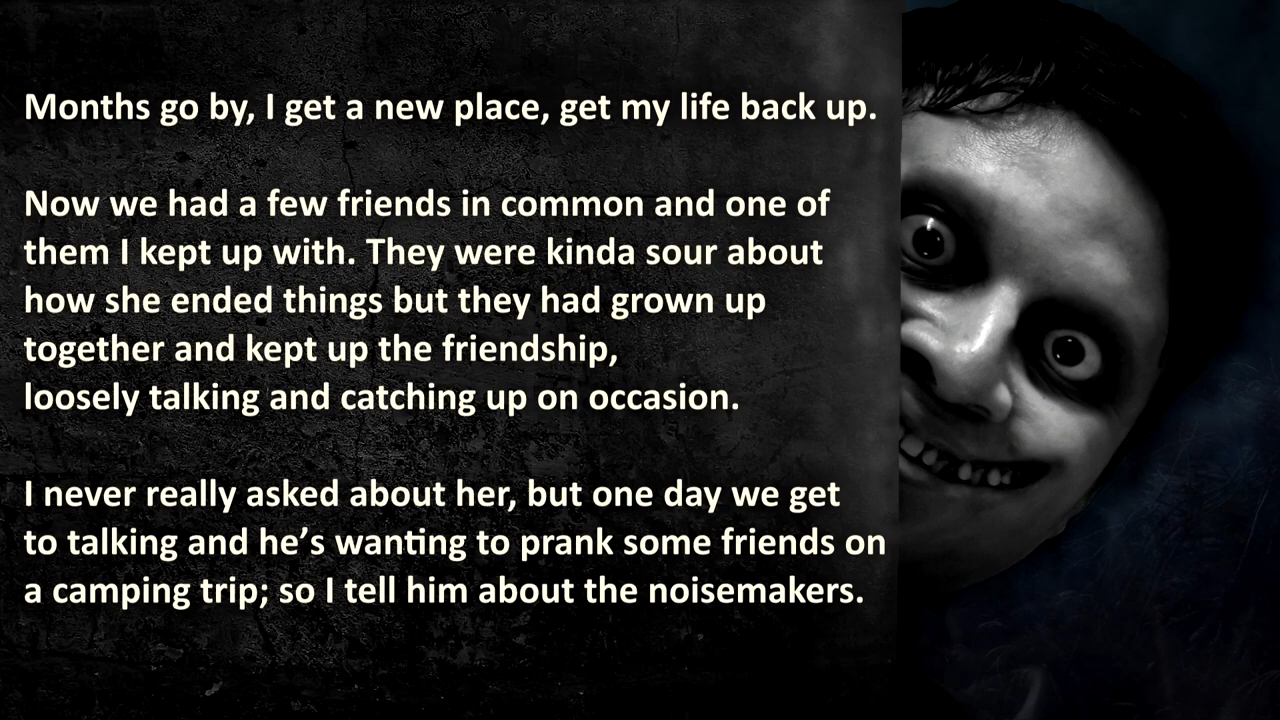 Months go by, I get a new place, get my life back up.
Now we had a few friends in common and one of
them I kept up with. They were kinda sour about
how she ended things but they had grown up
together and kept up the friendship,
loosely talking and catching up on occasion.
I never really asked about her, but one day we get
to talking and he’s wanting to prank some friends on
a camping trip; so I tell him about the noisemakers.